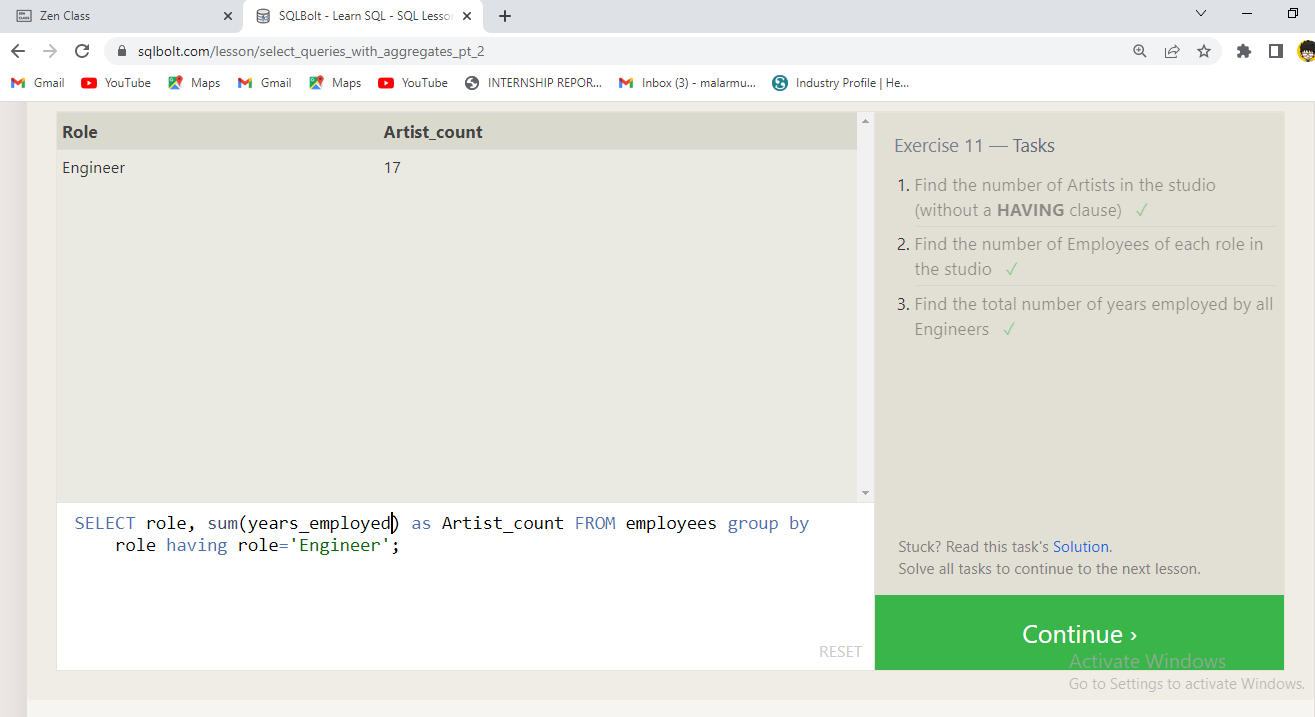 Zen Class
SQLBolt - Learn SQL - SQL Lesso
sqlbolt.com/lesson/select_queries_with_aggregates_pt_2
Gmail YouTube Maps Gmail Maps YouTube INTERNSHIP REPOR... Inbox (3) - malarmu... Industry Profile | He...
Role Artist_count
Engineer 17
Exercise 11 — Tasks
1. Find the number of Artists in the studio
(without a HAVING clause) ✓
2. Find the number of Employees of each role in
the studio ✓
3. Find the total number of years employed by all
Engineers ✓
SELECT role, sum(years_employed) as Artist_count FROM employees group by
role having role='Engineer';
RESET
Stuck? Read this task's Solution.
Solve all tasks to continue to the next lesson.
Continue ›
Activate Windows
Go to Settings to activate Windows.